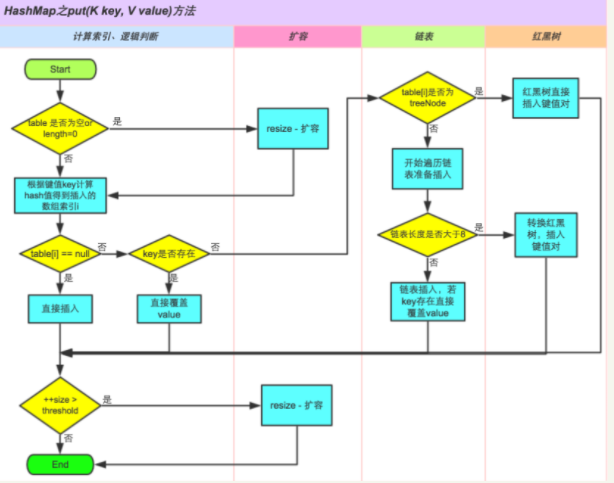 HashMap之put(K key, V value)方法
计算索引、逻辑判断
扩容
链表
红黑树
Start
table 是否为空or
length=0
是
否
resize - 扩容
根据键值key计算
hash值得到插入的
数组索引i
table[i] == null
否
是
key是否存在
否
是
直接插入
直接覆盖
value
table[i]是否为
treeNode
是
否
红黑树直接
插入键值对
开始遍历链
表准备插入
链表长度是否大于8
是
否
转换红黑
树，插入
键值对
链表插入，若
key存在直接
覆盖value
++size >
threshold
是
否
resize - 扩容
End